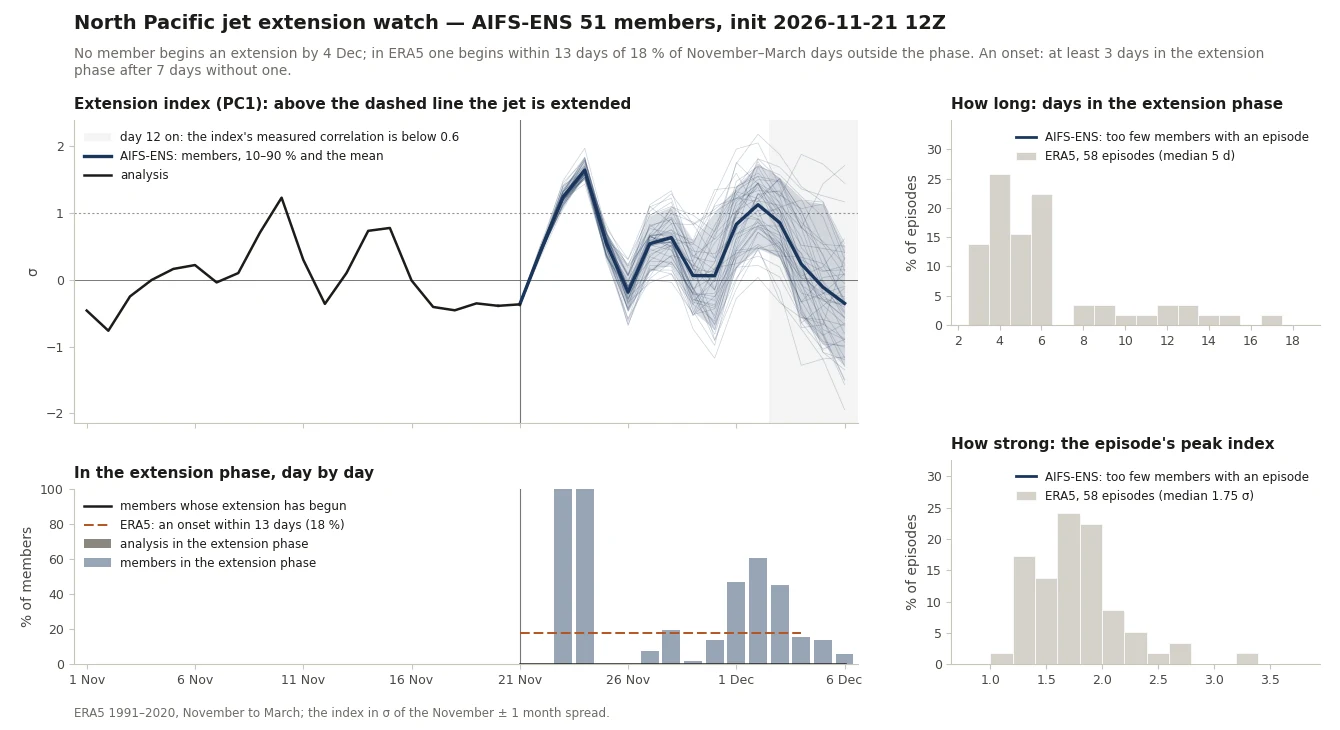 North Pacific jet extension watch — AIFS-ENS 51 members, init 2026-11-21 12Z
No member begins an extension by 4 Dec; in ERA5 one begins within 13 days of 18 % of November–March days outside the phase. An onset: at least 3 days in the extension
phase after 7 days without one.
Extension index (PC1): above the dashed line the jet is extended
day 12 on: the index's measured correlation is below 0.6
AIFS-ENS: members, 10–90 % and the mean
analysis
σ
2
1
0
−1
−2
In the extension phase, day by day
members whose extension has begun
ERA5: an onset within 13 days (18 %)
analysis in the extension phase
members in the extension phase
% of members
100
80
60
40
20
0
1 Nov 6 Nov 11 Nov 16 Nov 21 Nov 26 Nov 1 Dec 6 Dec
How long: days in the extension phase
AIFS-ENS: too few members with an episode
ERA5, 58 episodes (median 5 d)
% of episodes
30
25
20
15
10
5
0
2 4 6 8 10 12 14 16 18
How strong: the episode's peak index
AIFS-ENS: too few members with an episode
ERA5, 58 episodes (median 1.75 σ)
% of episodes
30
25
20
15
10
5
0
1.0 1.5 2.0 2.5 3.0 3.5
ERA5 1991–2020, November to March; the index in σ of the November ± 1 month spread.